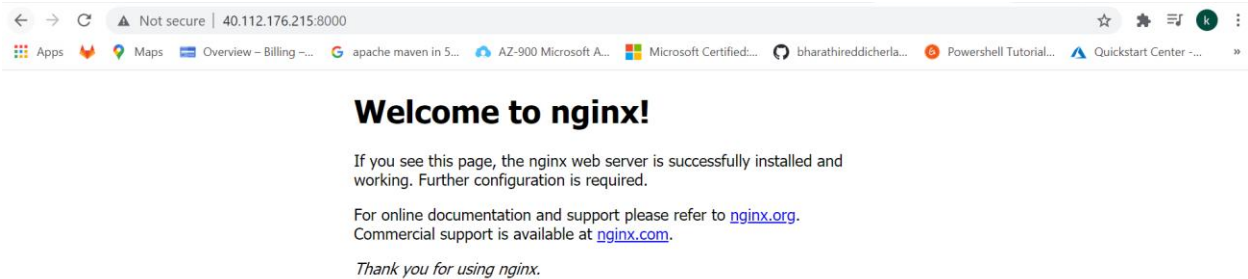 Not secure | 40.112.176.215:8000
k
Apps Maps Overview – Billing –... apache maven in 5... AZ-900 Microsoft A... Microsoft Certified:... bharathireddicherla... Powershell Tutorial... Quickstart Center -... »
Welcome to nginx!
If you see this page, the nginx web server is successfully installed and
working. Further configuration is required.
For online documentation and support please refer to nginx.org.
Commercial support is available at nginx.com.
Thank you for using nginx.